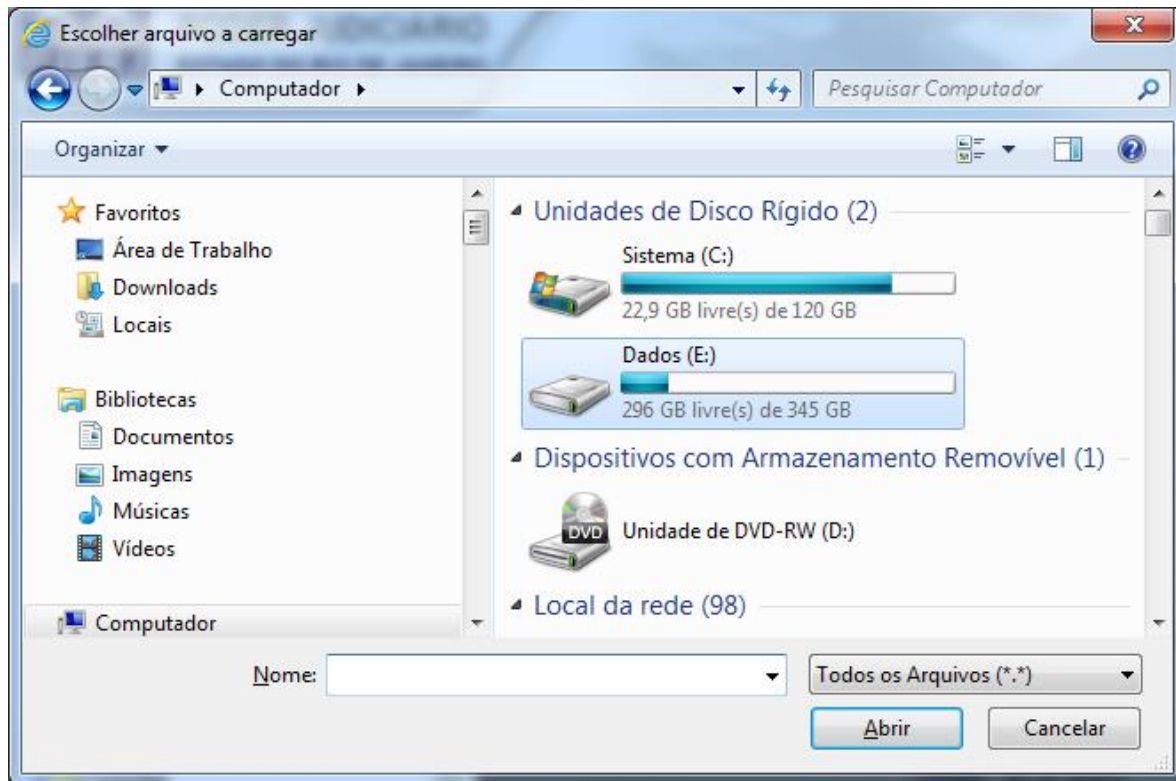 Escolher arquivo a carregar
Computador
Pesquisar Computador
Organizar
Favoritos
Área de Trabalho
Downloads
Locais
Bibliotecas
Documentos
Imagens
Músicas
Vídeos
Computador
Unidades de Disco Rígido (2)
Sistema (C:)
22,9 GB livre(s) de 120 GB
Dados (E:)
296 GB livre(s) de 345 GB
Dispositivos com Armazenamento Removível (1)
DVD
Unidade de DVD-RW (D:)
Local da rede (98)
Nome:
Todos os Arquivos (*.*)
Abrir
Cancelar